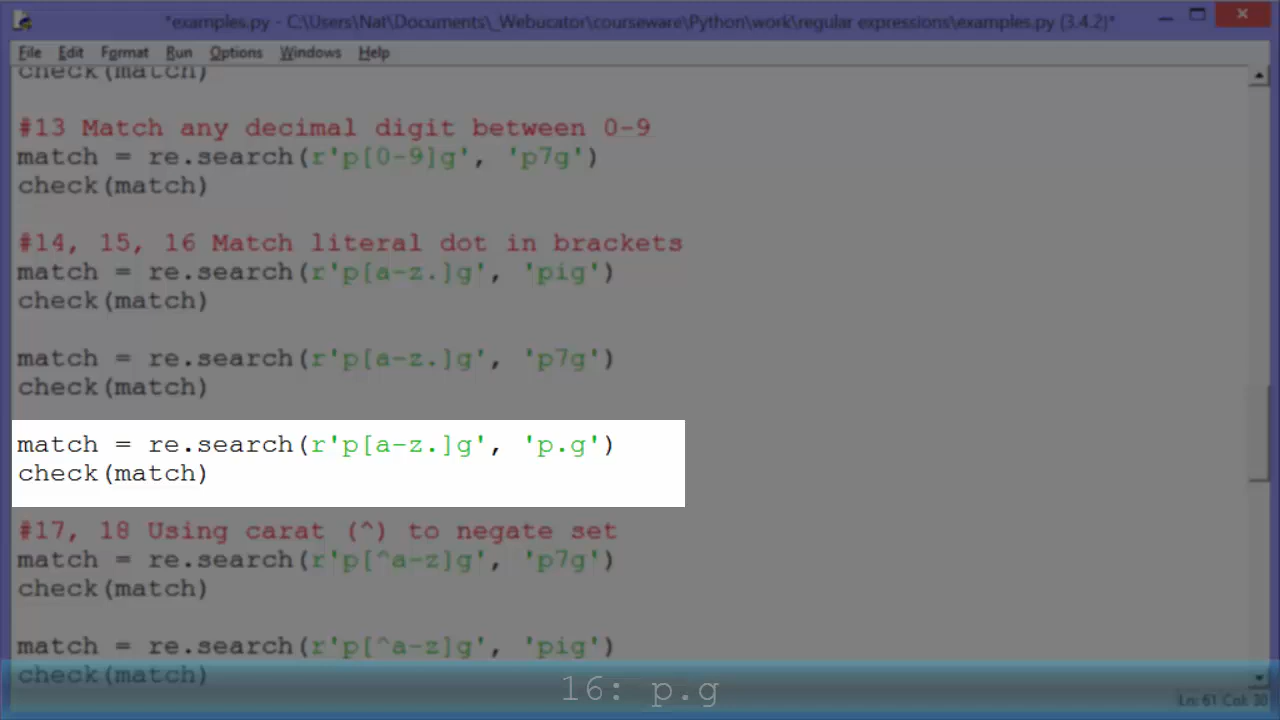 *examples.py - C:\Users\Nat\Documents\_Webucator\courseware\Python\work\regular expressions\examples.py (3.4.2)*
File Edit Format Run Options Windows Help
check(match)
#13 Match any decimal digit between 0-9
match = re.search(r'p[0-9]g', 'p7g')
check(match)
#14, 15, 16 Match literal dot in brackets
match = re.search(r'p[a-z.]g', 'pig')
check(match)
match = re.search(r'p[a-z.]g', 'p7g')
check(match)
match = re.search(r'p[a-z.]g', 'p.g')
check(match)
#17, 18 Using carat (^) to negate set
match = re.search(r'p[^a-z]g', 'p7g')
check(match)
match = re.search(r'p[^a-z]g', 'pig')
check(match)
16: p.g
Ln: 61 Col: 30